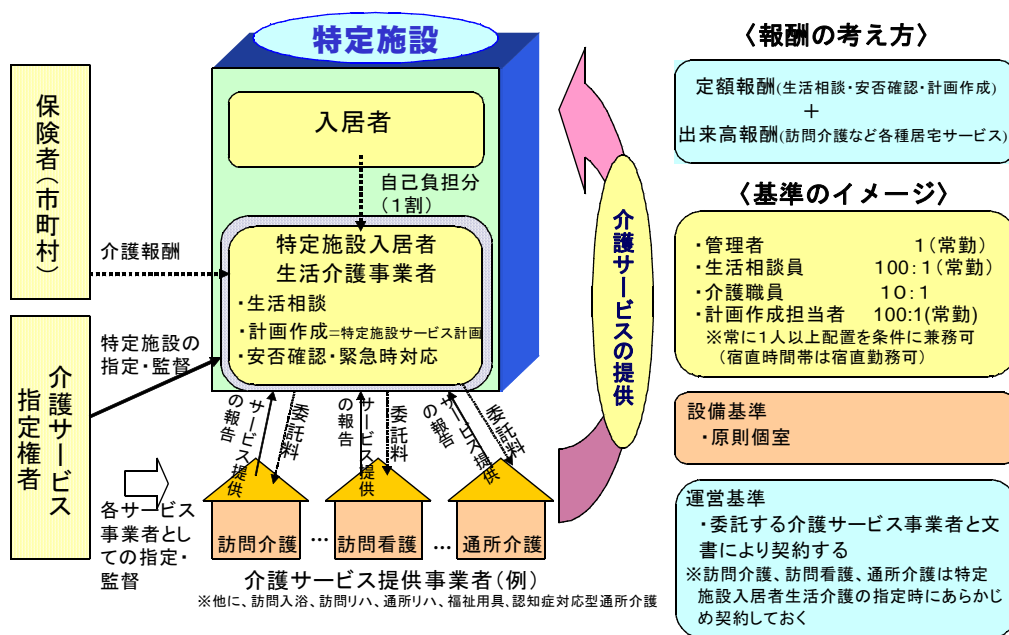 特定施設
保険者(市町村)
介護報酬
介護サービス
指定権者
特定施設の
指定・監督
各サービス
事業者とし
ての指定・
監督
入居者
自己負担分
(1割)
特定施設入居者
生活介護事業者
・生活相談
・計画作成=特定施設サービス計画
・安否確認・緊急時対応
サービス提供
の報告
委託料
サービス提供
の報告
委託料
サービス提供
の報告
委託料
訪問介護
…
訪問看護
…
通所介護
介護サービス提供事業者(例)
※他に、訪問入浴、訪問リハ、通所リハ、福祉用具、認知症対応型通所介護
介護サービスの提供
〈報酬の考え方〉
定額報酬(生活相談・安否確認・計画作成)
+
出来高報酬(訪問介護など各種居宅サービス)
〈基準のイメージ〉
・管理者 1(常勤)
・生活相談員 100:1(常勤)
・介護職員 10:1
・計画作成担当者 100:1(常勤)
※常に1人以上配置を条件に兼務可
(宿直時間帯は宿直勤務可)
設備基準
・原則個室
運営基準
・委託する介護サービス事業者と文
書により契約する
※訪問介護、訪問看護、通所介護は特定
施設入居者生活介護の指定時にあらかじ
め契約しておく